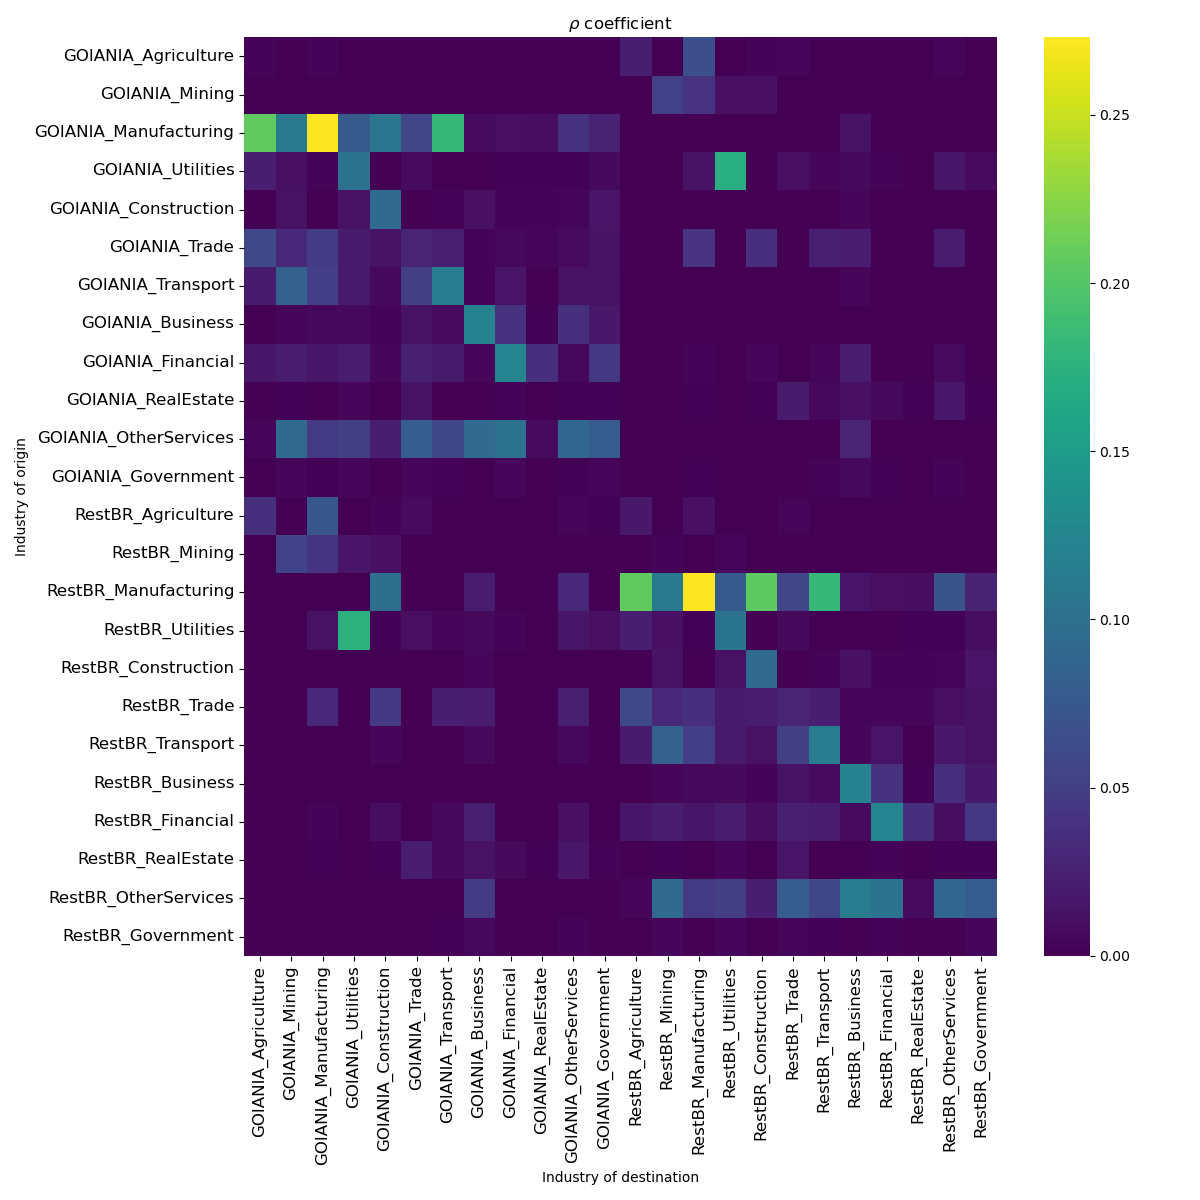 ρ coefficient
GOIANIA_Agriculture
GOIANIA_Mining
GOIANIA_Manufacturing
GOIANIA_Utilities
GOIANIA_Construction
GOIANIA_Trade
GOIANIA_Transport
GOIANIA_Business
GOIANIA_Financial
GOIANIA_RealEstate
GOIANIA_OtherServices
GOIANIA_Government
RestBR_Agriculture
RestBR_Mining
RestBR_Manufacturing
RestBR_Utilities
RestBR_Construction
RestBR_Trade
RestBR_Transport
RestBR_Business
RestBR_Financial
RestBR_RealEstate
RestBR_OtherServices
RestBR_Government
Industry of origin
GOIANIA_Agriculture
GOIANIA_Mining
GOIANIA_Manufacturing
GOIANIA_Utilities
GOIANIA_Construction
GOIANIA_Trade
GOIANIA_Transport
GOIANIA_Business
GOIANIA_Financial
GOIANIA_RealEstate
GOIANIA_OtherServices
GOIANIA_Government
RestBR_Agriculture
RestBR_Mining
RestBR_Manufacturing
RestBR_Utilities
RestBR_Construction
RestBR_Trade
RestBR_Transport
RestBR_Business
RestBR_Financial
RestBR_RealEstate
RestBR_OtherServices
RestBR_Government
Industry of destination
0.25
0.20
0.15
0.10
0.05
0.00